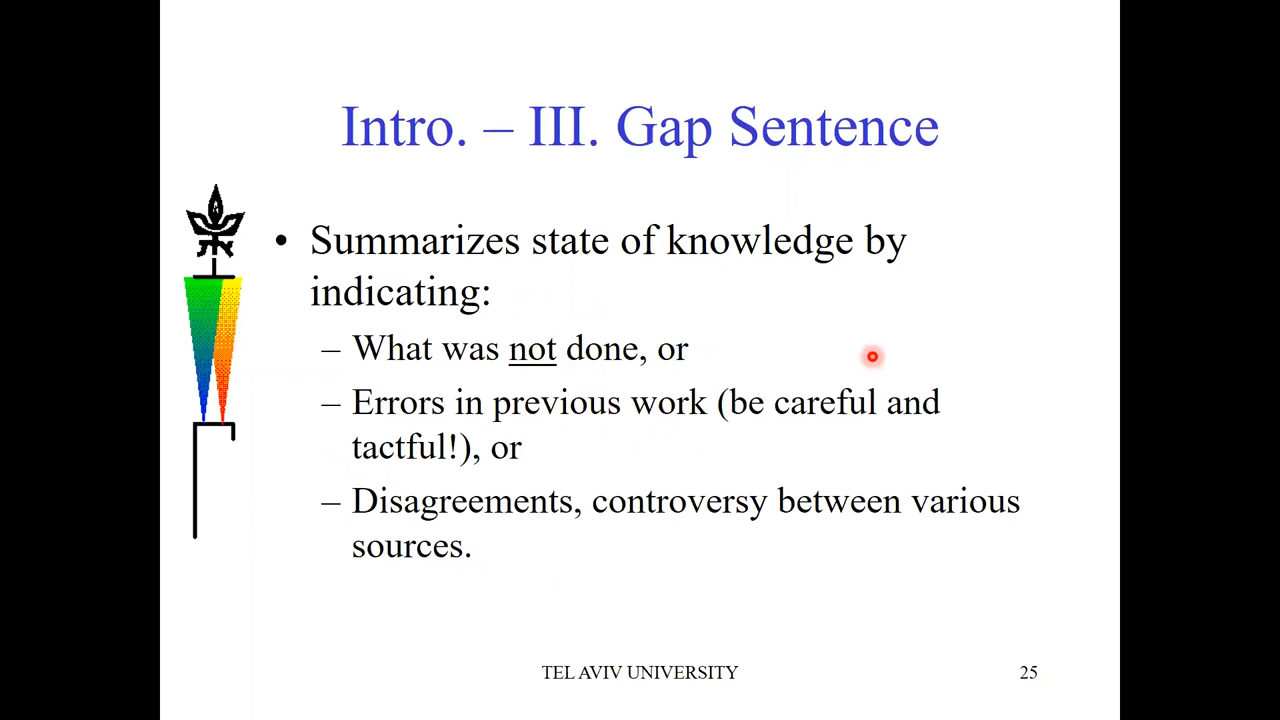 Intro. – III. Gap Sentence
• Summarizes state of knowledge by
indicating:
– What was not done, or
– Errors in previous work (be careful and
tactful!), or
– Disagreements, controversy between various
sources.
TEL AVIV UNIVERSITY
25